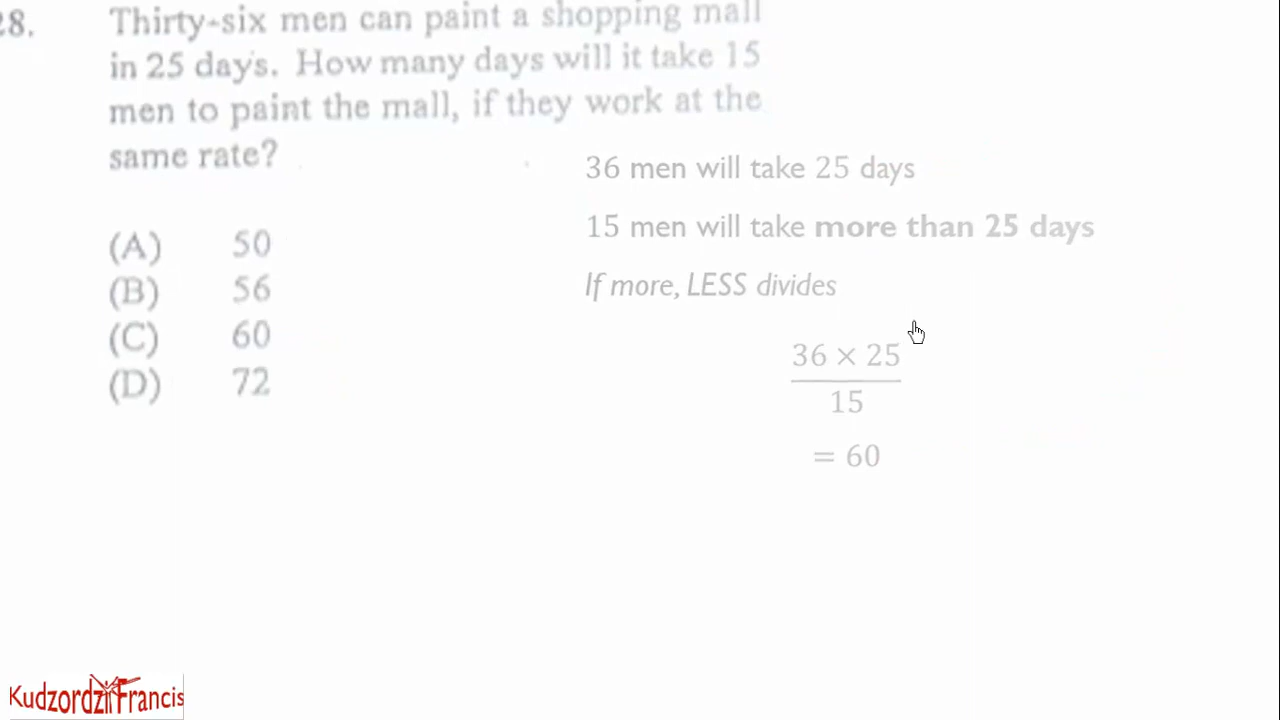 28. Thirty-six men can paint a shopping mall
in 25 days. How many days will it take 15
men to paint the mall, if they work at the
same rate?
(A) 50
(B) 56
(C) 60
(D) 72
36 men will take 25 days
15 men will take more than 25 days
If more, LESS divides
36 × 25
15
= 60
Kudzordzi Francis